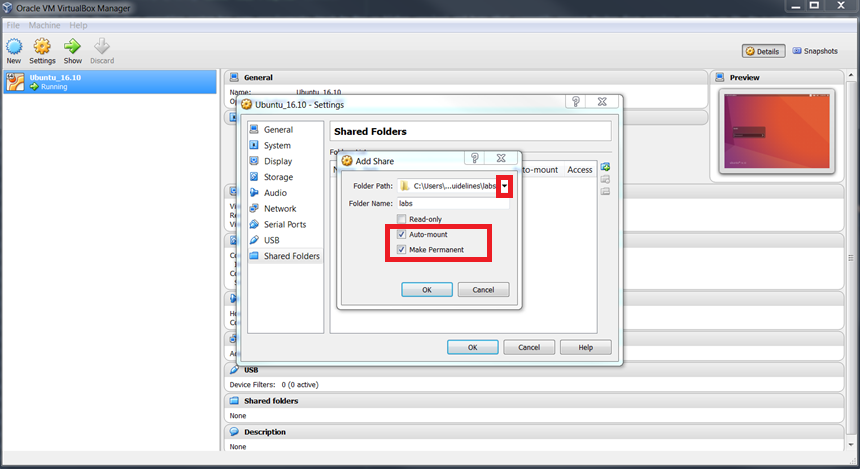 Oracle VM VirtualBox Manager
File Machine Help
New Settings Show Discard
Details Snapshots
Ubuntu_16.10
Running
General
Name: Ubuntu_16.10
Preview
Ubuntu_16.10 - Settings
General
System
Display
Storage
Audio
Network
Serial Ports
USB
Shared Folders
Shared Folders
Auto-mount Access
Add Share
Folder Path: C:\Users\...uidelines\labs
Folder Name: labs
Read-only
Auto-mount
Make Permanent
OK Cancel
OK Cancel Help
USB
Device Filters: 0 (0 active)
Shared folders
None
Description
None